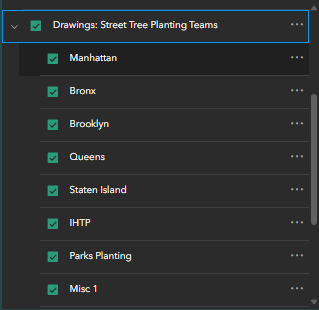 Drawings: Street Tree Planting Teams
Manhattan
Bronx
Brooklyn
Queens
Staten Island
IHTP
Parks Planting
Misc 1